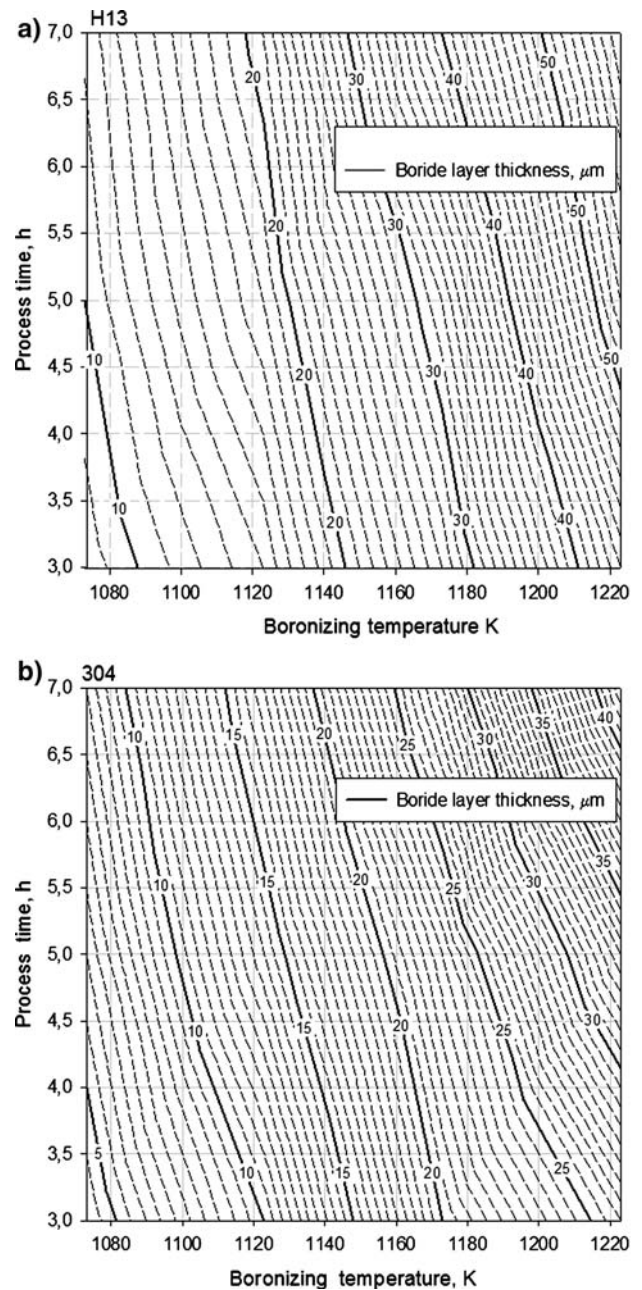 a) H13
7,0
6,5
6,0
5,5
5,0
4,5
4,0
3,5
3,0
Process time, h
20 30 40 50
Boride layer thickness, μm
20 30 40 50
10 20 30 40 50
10 20 30 40
1080 1100 1120 1140 1160 1180 1200 1220
Boronizing temperature K
b) 304
7,0
6,5
6,0
5,5
5,0
4,5
4,0
3,5
3,0
Process time, h
10 15 20 25 30 35 40
Boride layer thickness, μm
35
10 15 20 25 30
10 15 20 25 30
5 10 15 20 25
1080 1100 1120 1140 1160 1180 1200 1220
Boronizing temperature, K